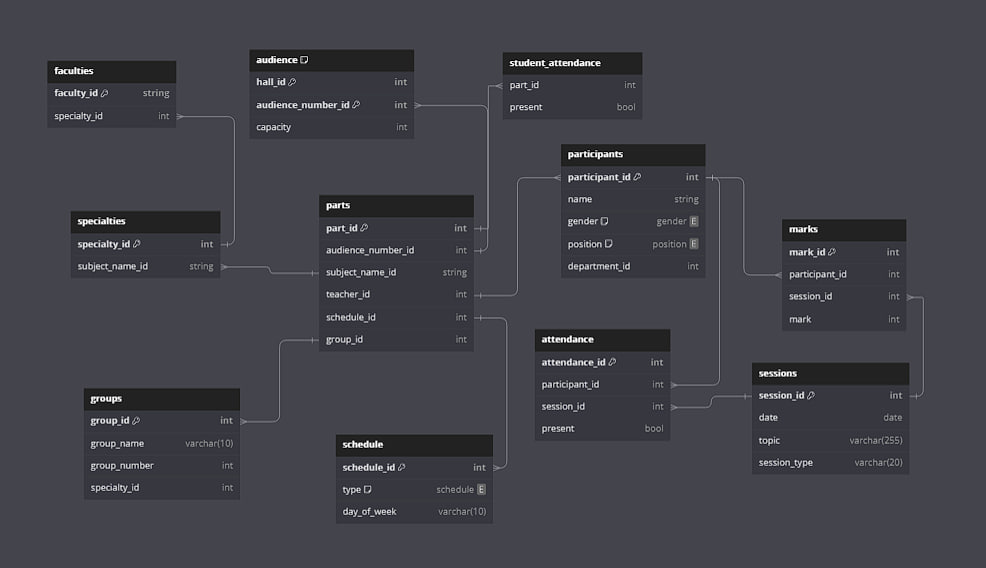 faculties
faculty_id string
specialty_id int
audience
hall_id int
audience_number_id int
capacity int
student_attendance
part_id int
present bool
participants
participant_id int
name string
gender gender E
position position E
department_id int
parts
part_id int
audience_number_id int
subject_name_id string
teacher_id int
schedule_id int
group_id int
specialties
specialty_id int
subject_name_id string
marks
mark_id int
participant_id int
session_id int
mark int
attendance
attendance_id int
participant_id int
session_id int
present bool
sessions
session_id int
date date
topic varchar(255)
session_type varchar(20)
groups
group_id int
group_name varchar(10)
group_number int
specialty_id int
schedule
schedule_id int
type schedule E
day_of_week varchar(10)